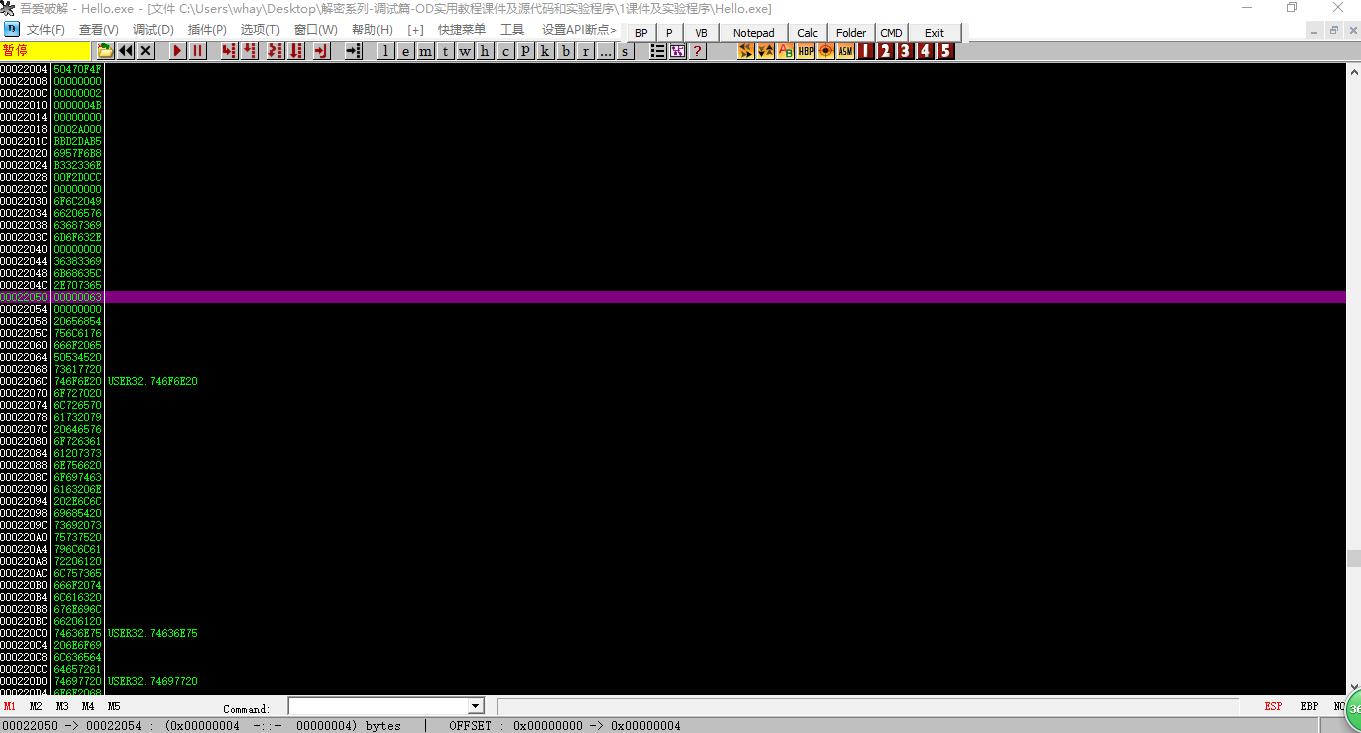 吾爱破解 - Hello.exe - [文件 C:\Users\whay\Desktop\解密系列-调试篇-OD实用教程课件及源代码和实验程序\1课件及实验程序\Hello.exe]
文件(F) 查看(V) 调试(D) 插件(P) 选项(T) 窗口(W) 帮助(H) [+] 快捷菜单 工具 设置API断点> BP P VB Notepad Calc Folder CMD Exit
暂停 l e m t w h c p k b r ... s ? HBP ASM 1 2 3 4 5
00022004 50470F4F
00022008 00000000
0002200C 00000002
00022010 0000004B
00022014 00000000
00022018 0002A000
0002201C BBD2DAB5
00022020 6957F6B8
00022024 B332336E
00022028 00F2D0CC
0002202C 00000000
00022030 6F6C2049
00022034 66206576
00022038 63687369
0002203C 6D6F632E
00022040 00000000
00022044 36383369
00022048 6B68635C
0002204C 2E707365
00022050 00000063
00022054 00000000
00022058 20656854
0002205C 756C6176
00022060 666F2065
00022064 50534520
00022068 73617720
0002206C 746F6E20 USER32.746F6E20
00022070 6F727020
00022074 6C726570
00022078 61732079
0002207C 20646576
00022080 6F726361
00022084 61207373
00022088 6E756620
0002208C 6F697463
00022090 6163206E
00022094 202E6C6C
00022098 69685420
0002209C 73692073
000220A0 75737520
000220A4 796C6C61
000220A8 72206120
000220AC 6C757365
000220B0 666F2074
000220B4 6C616320
000220B8 676E696C
000220BC 66206120
000220C0 74636E75 USER32.74636E75
000220C4 206E6F69
000220C8 6C636564
000220CC 64657261
000220D0 74697720 USER32.74697720
000220D4 6E6F2068
M1 M2 M3 M4 M5 Command: ESP EBP NO
36
00022050 -> 00022054 : (0x00000004 -::- 00000004) bytes | OFFSET : 0x00000000 -> 0x00000004